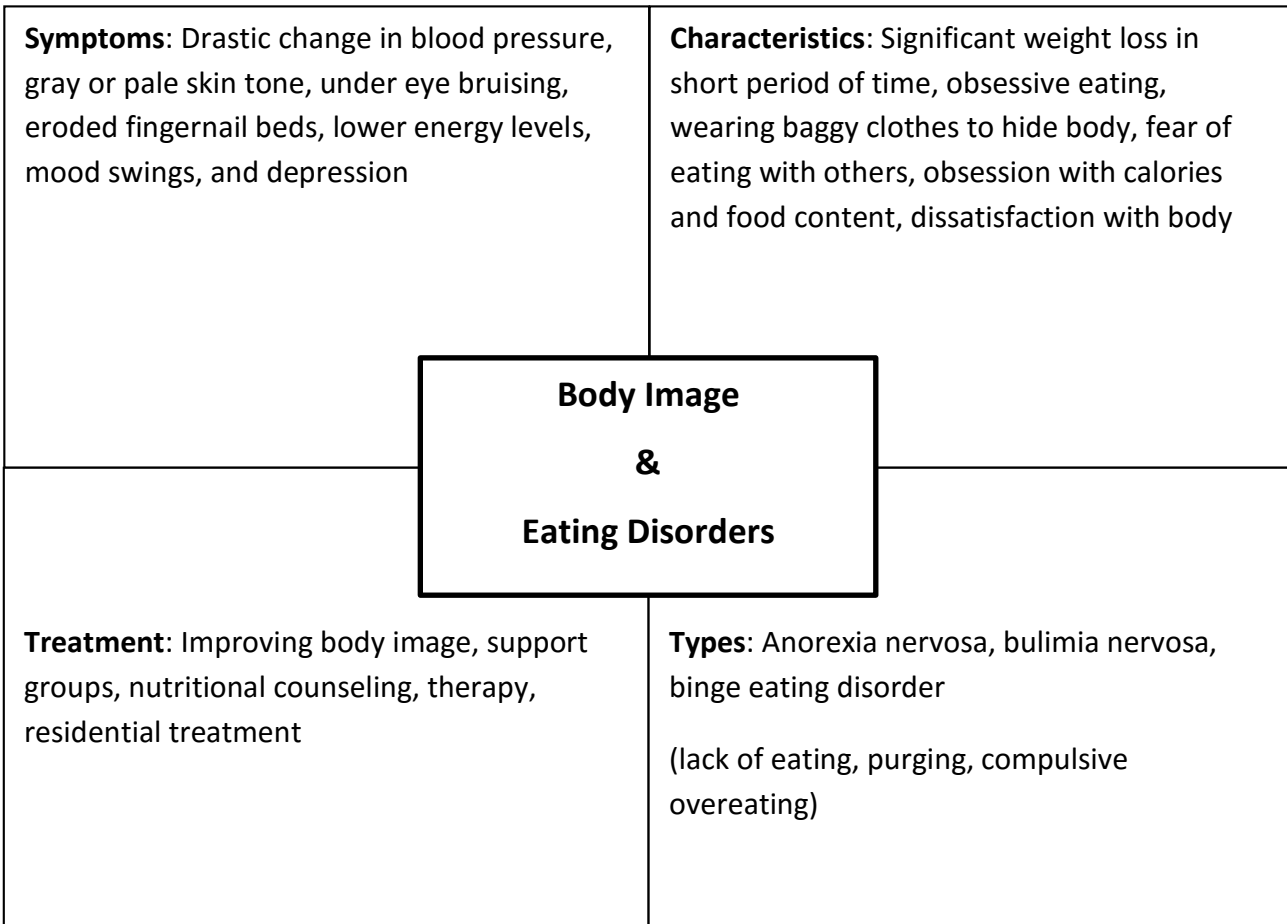 Symptoms: Drastic change in blood pressure,
gray or pale skin tone, under eye bruising,
eroded fingernail beds, lower energy levels,
mood swings, and depression
Characteristics: Significant weight loss in
short period of time, obsessive eating,
wearing baggy clothes to hide body, fear of
eating with others, obsession with calories
and food content, dissatisfaction with body
Body Image
&
Eating Disorders
Treatment: Improving body image, support
groups, nutritional counseling, therapy,
residential treatment
Types: Anorexia nervosa, bulimia nervosa,
binge eating disorder
(lack of eating, purging, compulsive
overeating)